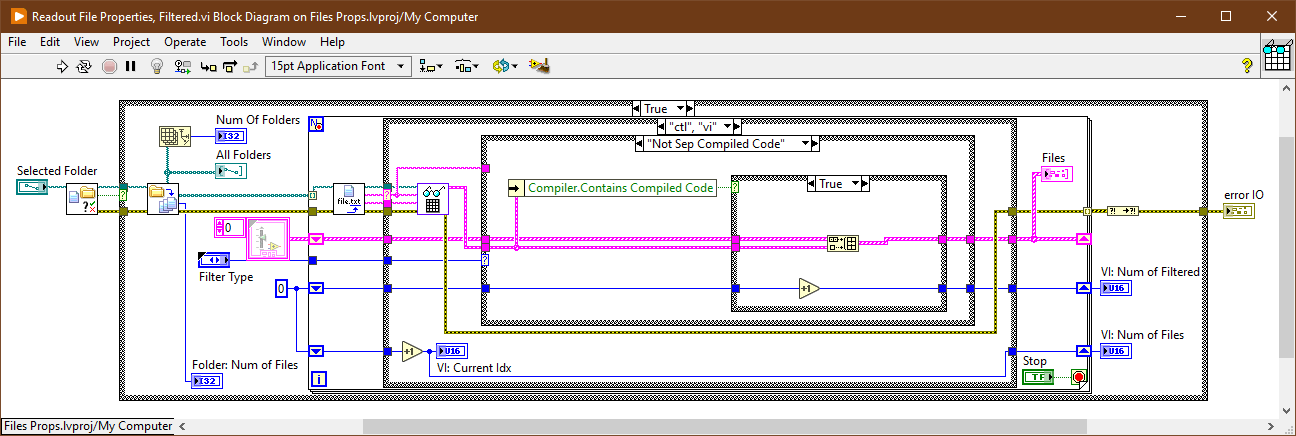 Readout File Properties, Filtered.vi Block Diagram on Files Props.lvproj/My Computer
File Edit View Project Operate Tools Window Help
15pt Application Font
?
True
Num Of Folders
I32
N
"ctl", "vi"
All Folders
"Not Sep Compiled Code"
Files
Selected Folder
Compiler.Contains Compiled Code
?
True
?
?
file.txt
error IO
?! →?!
0
?
Filter Type
VI: Num of Filtered
0
+1
U16
VI: Num of Files
+1
U16
U16
Folder: Num of Files
VI: Current Idx
Stop
I32
i
TF
Files Props.lvproj/My Computer